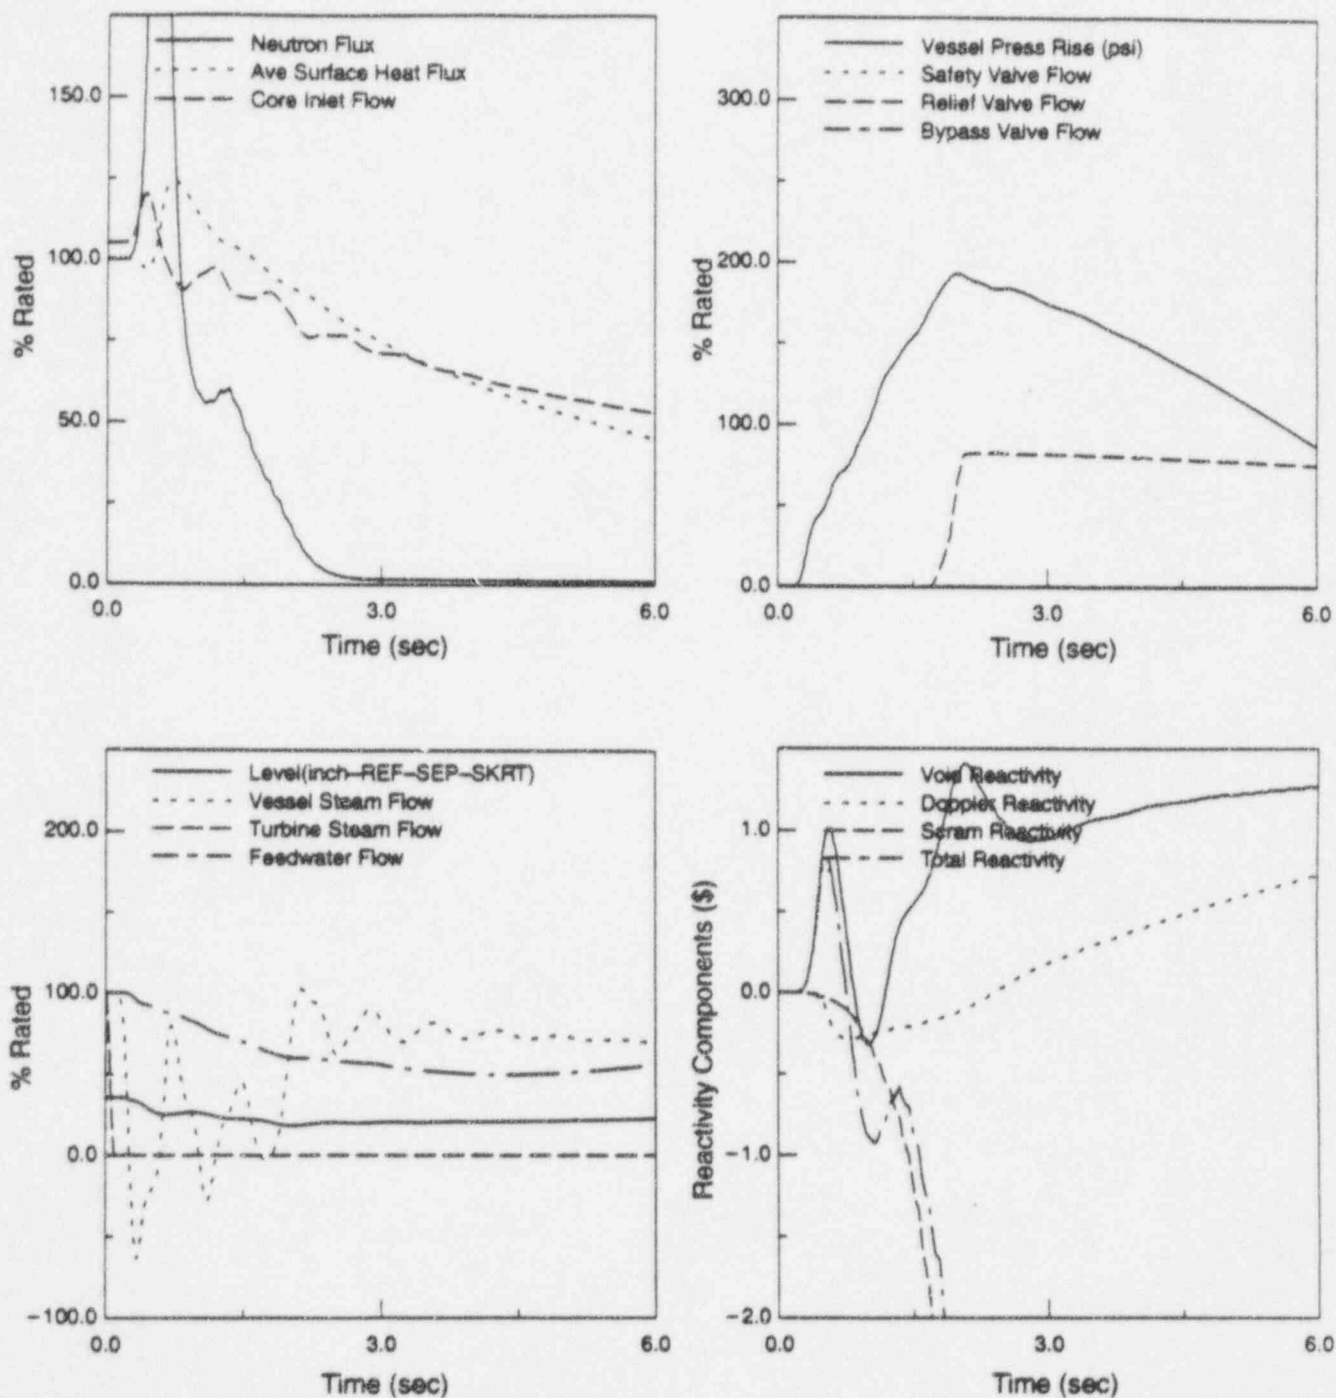 Neutron Flux
Ave Surface Heat Flux
Core Inlet Flow
150.0
100.0
50.0
0.0
% Rated
0.0 3.0 6.0
Time (sec)
Vessel Press Rise (psi)
Safety Valve Flow
Relief Valve Flow
Bypass Valve Flow
300.0
200.0
100.0
0.0
% Rated
0.0 3.0 6.0
Time (sec)
Level(inch-REF-SEP-SKRT)
Vessel Steam Flow
Turbine Steam Flow
Feedwater Flow
200.0
100.0
0.0
-100.0
% Rated
0.0 3.0 6.0
Time (sec)
Void Reactivity
Doppler Reactivity
Scram Reactivity
Total Reactivity
1.0
0.0
-1.0
-2.0
Reactivity Components ($)
0.0 3.0 6.0
Time (sec)